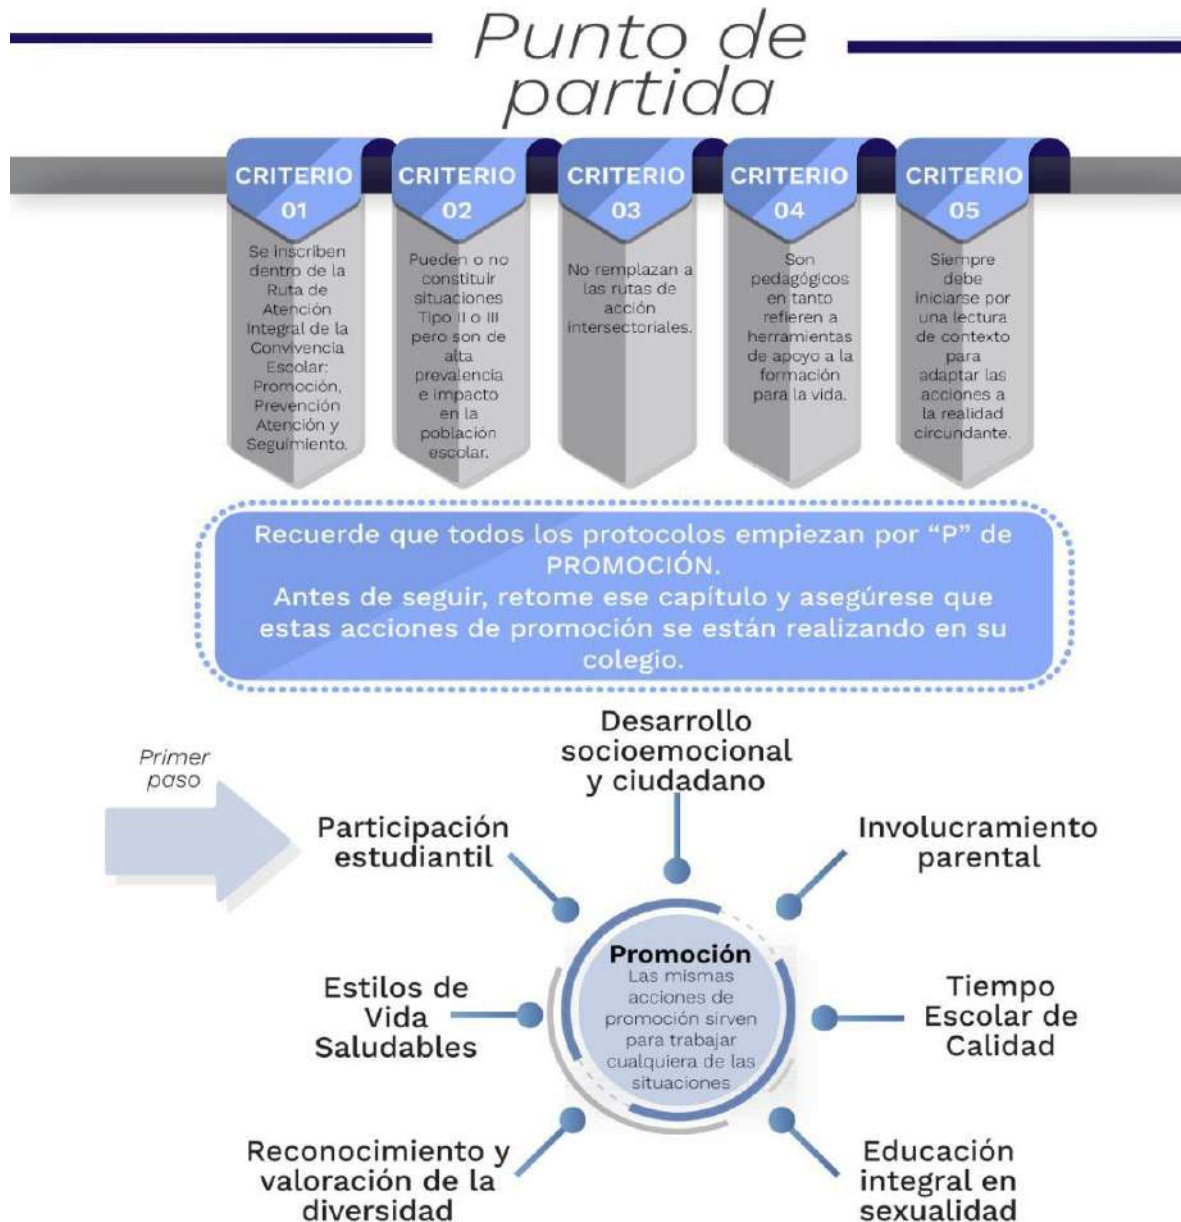 Punto de
partida
CRITERIO
01
Se inscriben
dentro de la
Ruta de
Atención
Integral de la
Convivencia
Escolar:
Promoción,
Prevención
Atención y
Seguimiento.
CRITERIO
02
Pueden o no
constituir
situaciones
Tipo II o III
pero son de
alta
prevalencia
e impacto
en la
población
escolar.
CRITERIO
03
No remplazan a
las rutas de
acción
intersectoriales.
CRITERIO
04
Son
pedagógicos
en tanto
refieren a
herramientas
de apoyo a la
formación
para la vida.
CRITERIO
05
Siempre
debe
iniciarse por
una lectura
de contexto
para
adaptar las
acciones a
la realidad
circundante.
Recuerde que todos los protocolos empiezan por “P” de
PROMOCIÓN.
Antes de seguir, retome ese capítulo y asegúrese que
estas acciones de promoción se están realizando en su
colegio.
Primer
paso
Desarrollo
socioemocional
y ciudadano
Participación
estudiantil
Involucramiento
parental
Promoción
Las mismas
acciones de
promoción sirven
para trabajar
cualquiera de las
situaciones
Estilos de
Vida
Saludables
Tiempo
Escolar de
Calidad
Reconocimiento y
valoración de la
diversidad
Educación
integral en
sexualidad